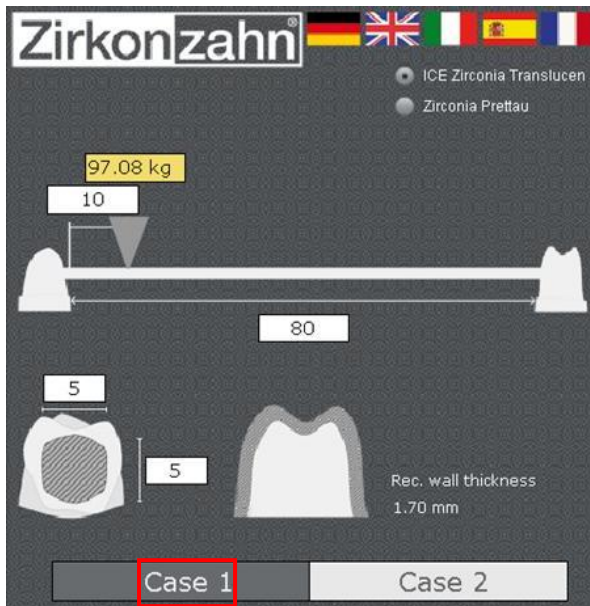 Zirkonzahn®
ICE Zirconia Translucen
Zirconia Prettau
97.08 kg
10
80
5
5
Rec. wall thickness
1.70 mm
Case 1
Case 2